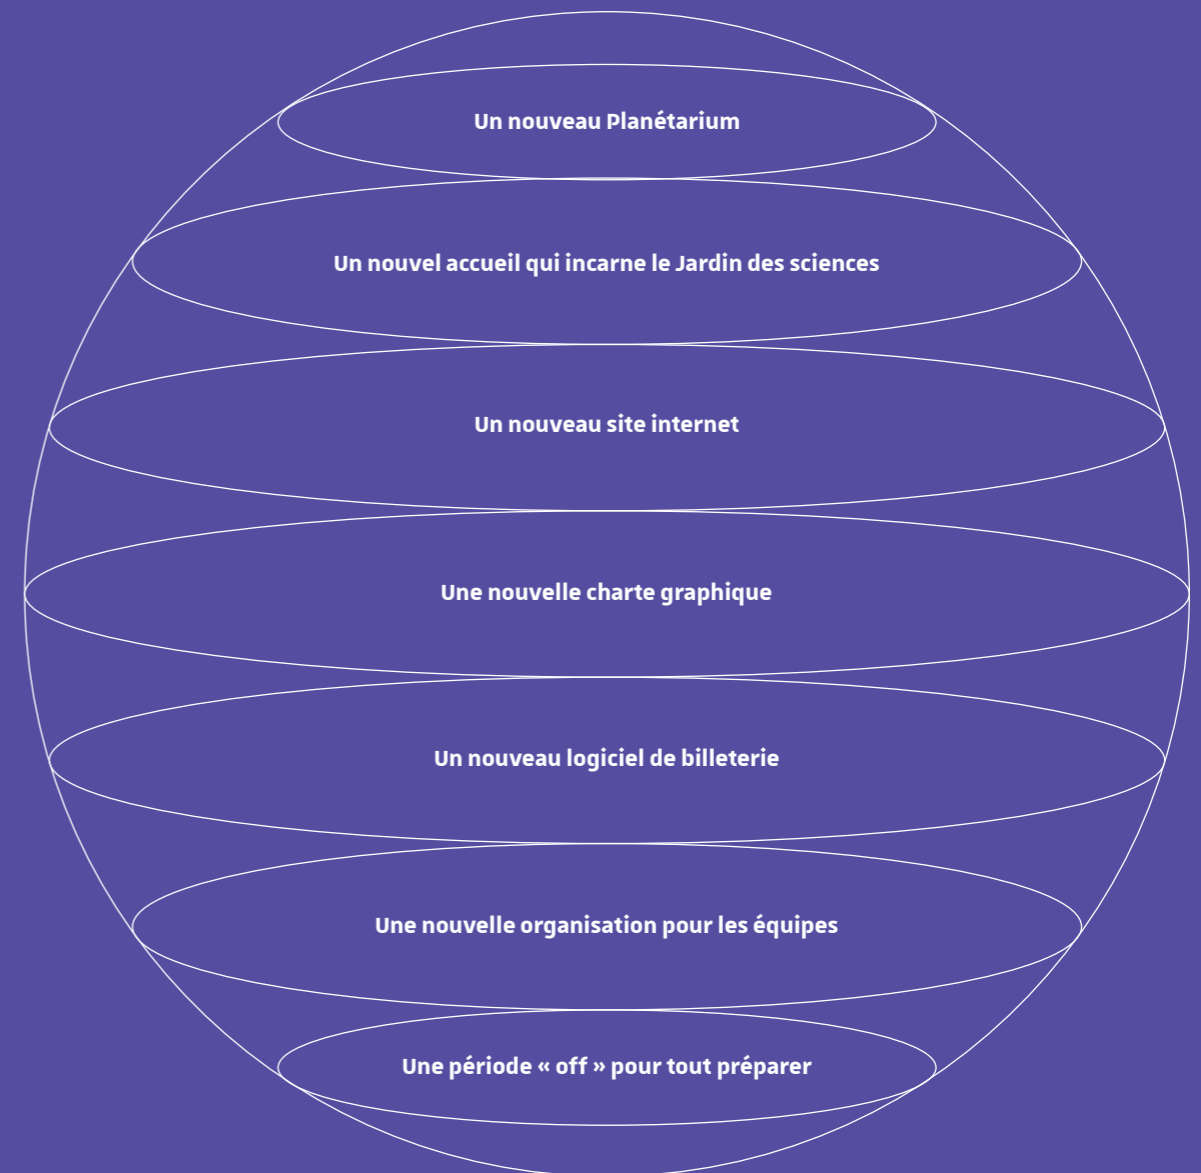 Un nouveau Planétarium
Un nouvel accueil qui incarne le Jardin des sciences
Un nouveau site internet
Une nouvelle charte graphique
Un nouveau logiciel de billeterie
Une nouvelle organisation pour les équipes
Une période « off » pour tout préparer